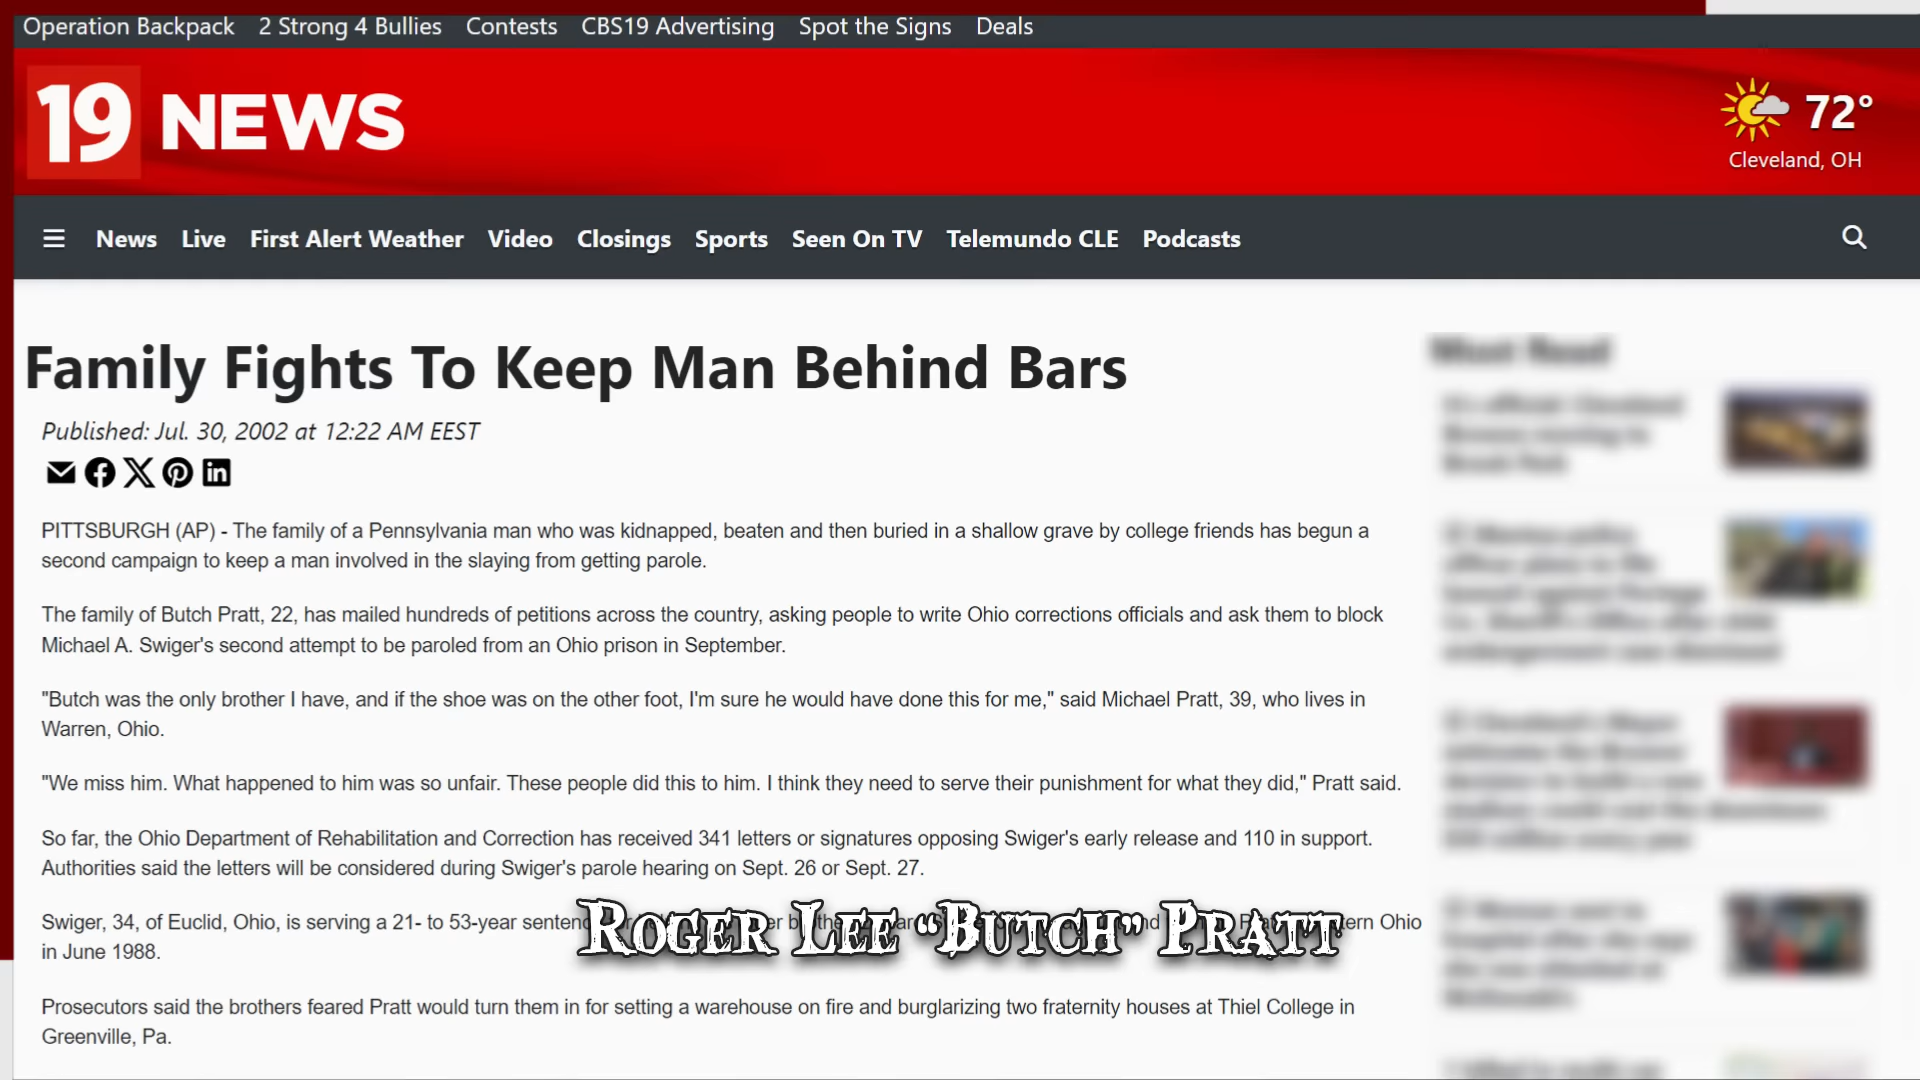 Operation Backpack 2 Strong 4 Bullies Contests CBS19 Advertising Spot the Signs Deals
19 NEWS
72°
Cleveland, OH
News Live First Alert Weather Video Closings Sports Seen On TV Telemundo CLE Podcasts
Family Fights To Keep Man Behind Bars
Published: Jul. 30, 2002 at 12:22 AM EEST
PITTSBURGH (AP) - The family of a Pennsylvania man who was kidnapped, beaten and then buried in a shallow grave by college friends has begun a
second campaign to keep a man involved in the slaying from getting parole.
The family of Butch Pratt, 22, has mailed hundreds of petitions across the country, asking people to write Ohio corrections officials and ask them to block
Michael A. Swiger's second attempt to be paroled from an Ohio prison in September.
"Butch was the only brother I have, and if the shoe was on the other foot, I'm sure he would have done this for me," said Michael Pratt, 39, who lives in
Warren, Ohio.
"We miss him. What happened to him was so unfair. These people did this to him. I think they need to serve their punishment for what they did," Pratt said.
So far, the Ohio Department of Rehabilitation and Correction has received 341 letters or signatures opposing Swiger's early release and 110 in support.
Authorities said the letters will be considered during Swiger's parole hearing on Sept. 26 or Sept. 27.
Swiger, 34, of Euclid, Ohio, is serving a 21- to 53-year Ohio
in June 1988.
Roger Lee “Butch” Pratt
Prosecutors said the brothers feared Pratt would turn them in for setting a warehouse on fire and burglarizing two fraternity houses at Thiel College in
Greenville, Pa.
Most Read